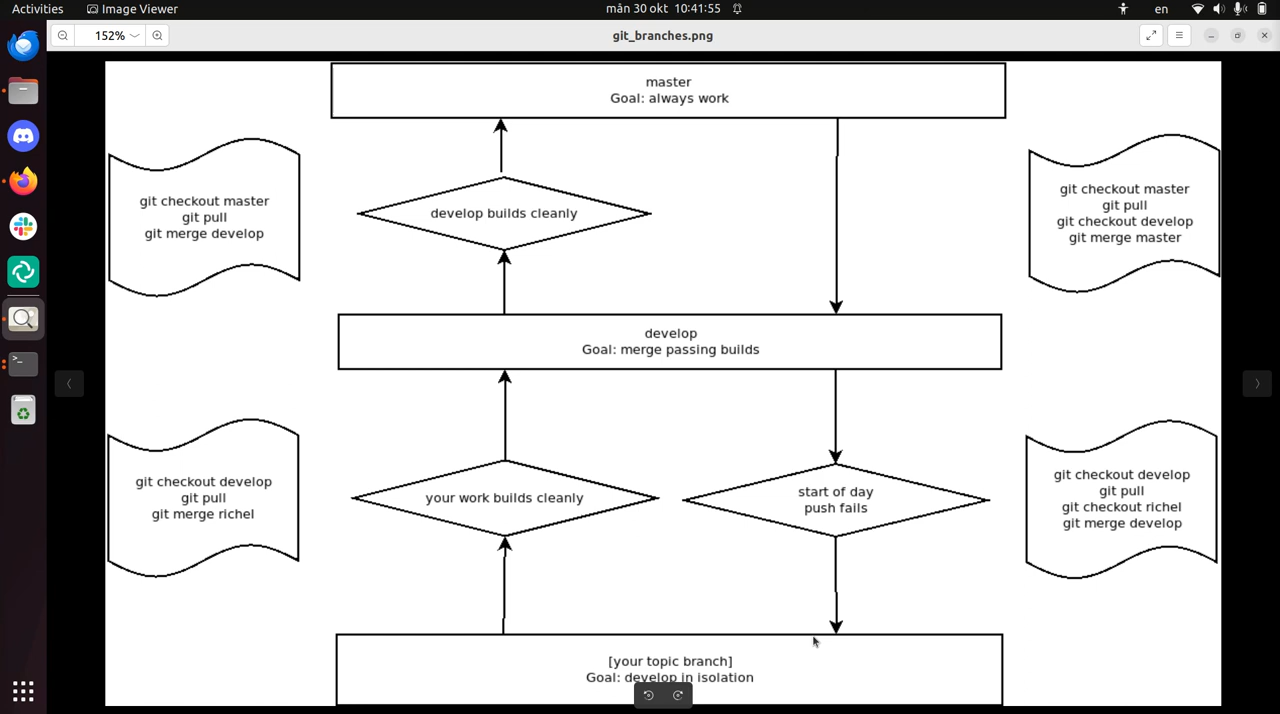 Activities
Image Viewer
mån 30 okt 10:41:55
en
152%
git_branches.png
master
Goal: always work
git checkout master
git pull
git merge develop
develop builds cleanly
git checkout master
git pull
git checkout develop
git merge master
develop
Goal: merge passing builds
git checkout develop
git pull
git merge richel
your work builds cleanly
start of day
push fails
git checkout develop
git pull
git checkout richel
git merge develop
[your topic branch]
Goal: develop in isolation